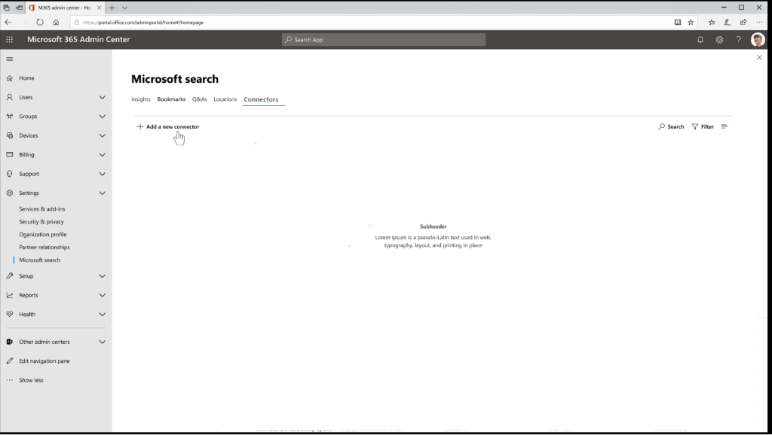 M365 admin center - Ho
https://portal.office.com/adminportal/home#/homepage
Microsoft 365 Admin Center
Search App
Home
Users
Groups
Devices
Billing
Support
Settings
Services & add-ins
Security & privacy
Oganization profile
Partner relationships
Microsoft search
Setup
Reports
Health
Other admin centers
Edit navigation pane
Show less
Microsoft search
Insights Bookmarks Q&As Locations Connectors
Add a new connector
Search Filter
Subheader
Lorem ipsum is a pseudo-Latin text used in web,
typography, layout, and printing in place